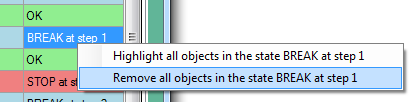 OK
BREAK at step 1
Highlight all objects in the state BREAK at step 1
OK
Remove all objects in the state BREAK at step 1
STOP at step